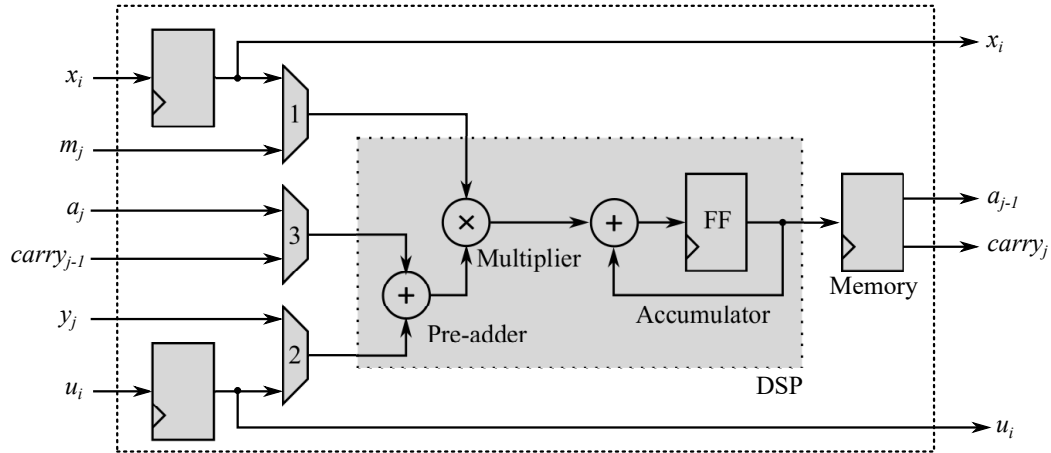 x_i
x_i
1
m_j
a_j
3
FF
a_{j-1}
carry_{j-1}
×
+
Multiplier
carry_j
+
Memory
y_j
Pre-adder
Accumulator
2
DSP
u_i
u_i